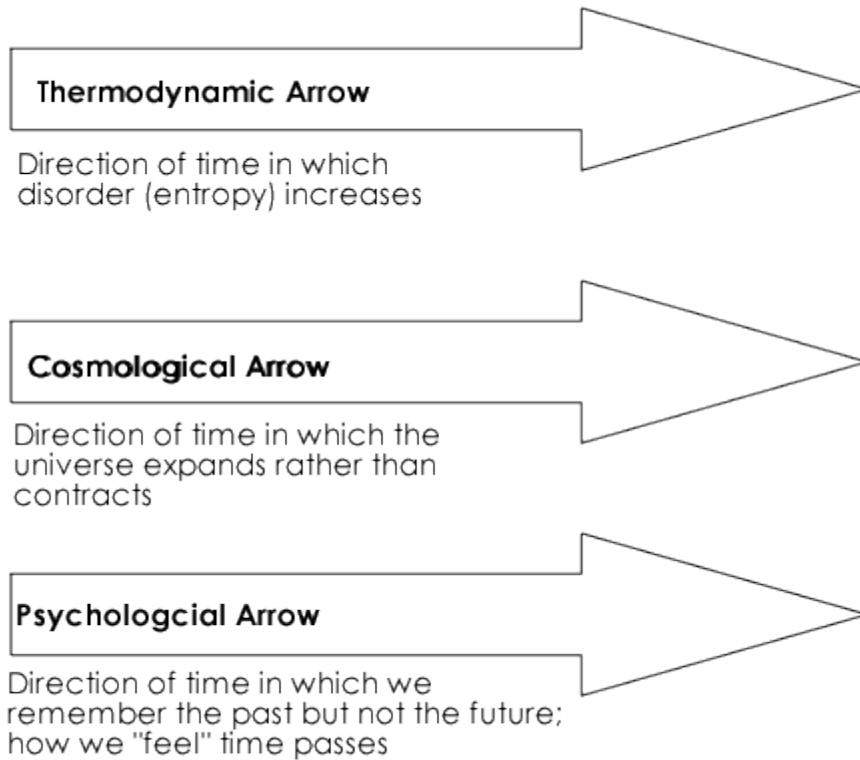 Thermodynamic Arrow
Direction of time in which
disorder (entropy) increases
Cosmological Arrow
Direction of time in which the
universe expands rather than
contracts
Psychologcial Arrow
Direction of time in which we
remember the past but not the future;
how we "feel" time passes